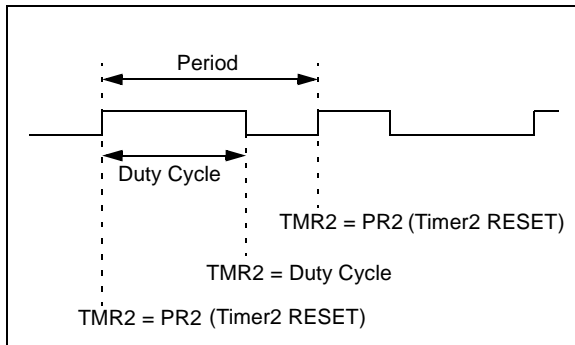 Period
Duty Cycle
TMR2 = PR2 (Timer2 RESET)
TMR2 = Duty Cycle
TMR2 = PR2 (Timer2 RESET)